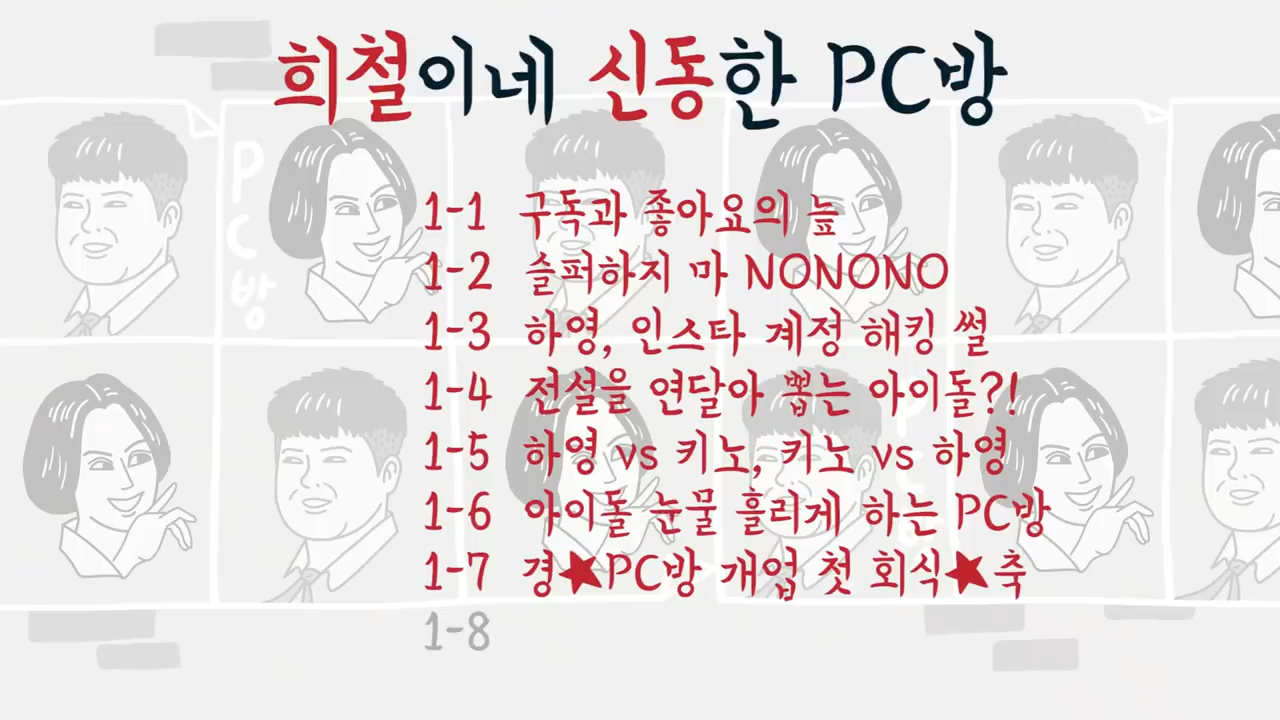 희철이네 신동한 PC방
PC방
1-1 구독과 좋아요의 늪
1-2 슬퍼하지 마 NONONO
1-3 하영, 인스타 계정 해킹 썰
1-4 전설을 연달아 뽑는 아이돌?!
1-5 하영 vs 키노, 키노 vs 하영
1-6 아이돌 눈물 흘리게 하는 PC방
1-7 경★PC방 개업 첫 회식★축
1-8